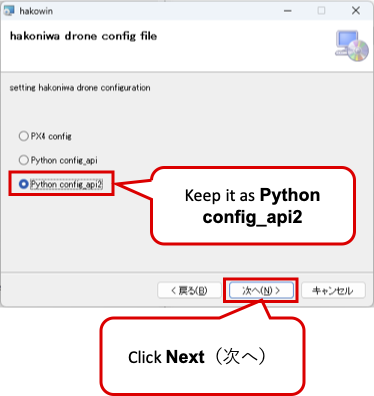 hakowin
hakoniwa drone config file
setting hakoniwa drone configuration
PX4 config
Python config_api
Python config_api2
Keep it as Python
config_api2
< 戻る(B)
次へ(N) >
キャンセル
Click Next（次へ）